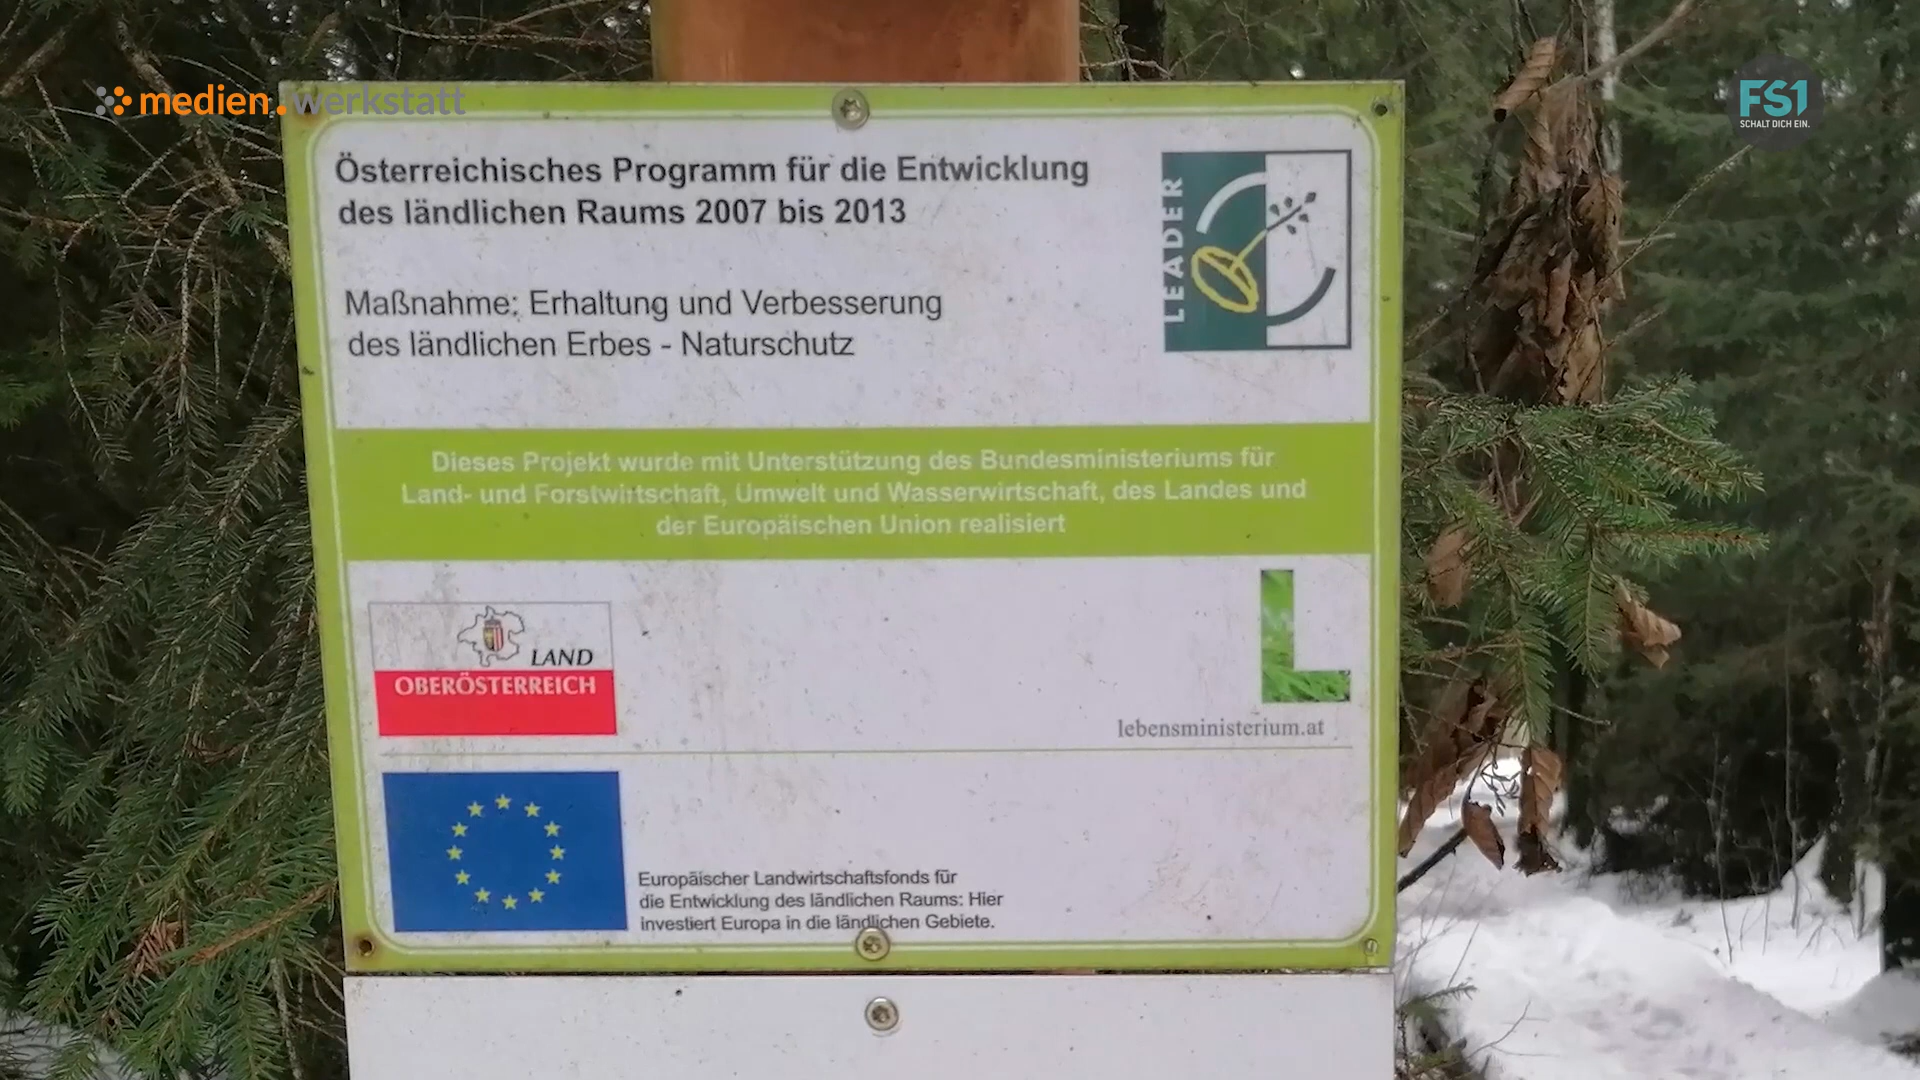 medien.werkstatt
FS1
SCHALT DICH EIN.
Österreichisches Programm für die Entwicklung
des ländlichen Raums 2007 bis 2013
LEADER
Maßnahme: Erhaltung und Verbesserung
des ländlichen Erbes - Naturschutz
Dieses Projekt wurde mit Unterstützung des Bundesministeriums für
Land- und Forstwirtschaft, Umwelt und Wasserwirtschaft, des Landes und
der Europäischen Union realisiert
LAND
OBERÖSTERREICH
L
lebensministerium.at
Europäischer Landwirtschaftsfonds für
die Entwicklung des ländlichen Raums: Hier
investiert Europa in die ländlichen Gebiete.